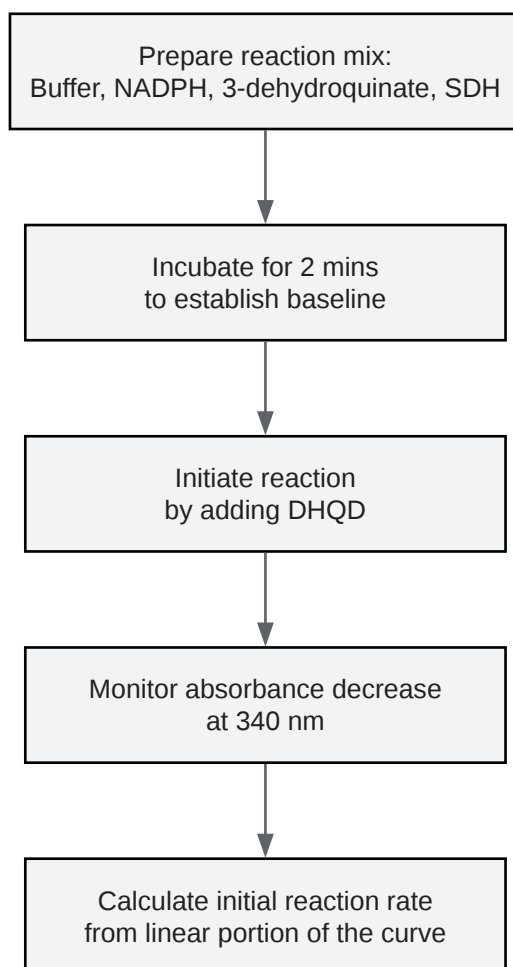 Prepare reaction mix:
Buffer, NADPH, 3-dehydroquinate, SDH
Incubate for 2 mins
to establish baseline
Initiate reaction
by adding DHQD
Monitor absorbance decrease
at 340 nm
Calculate initial reaction rate
from linear portion of the curve